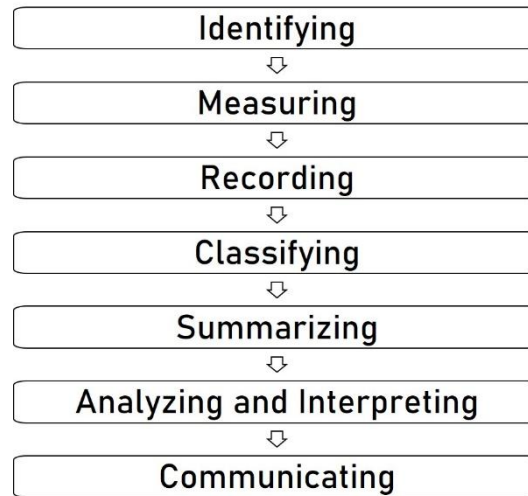 Identifying
Measuring
Recording
Classifying
Summarizing
Analyzing and Interpreting
Communicating